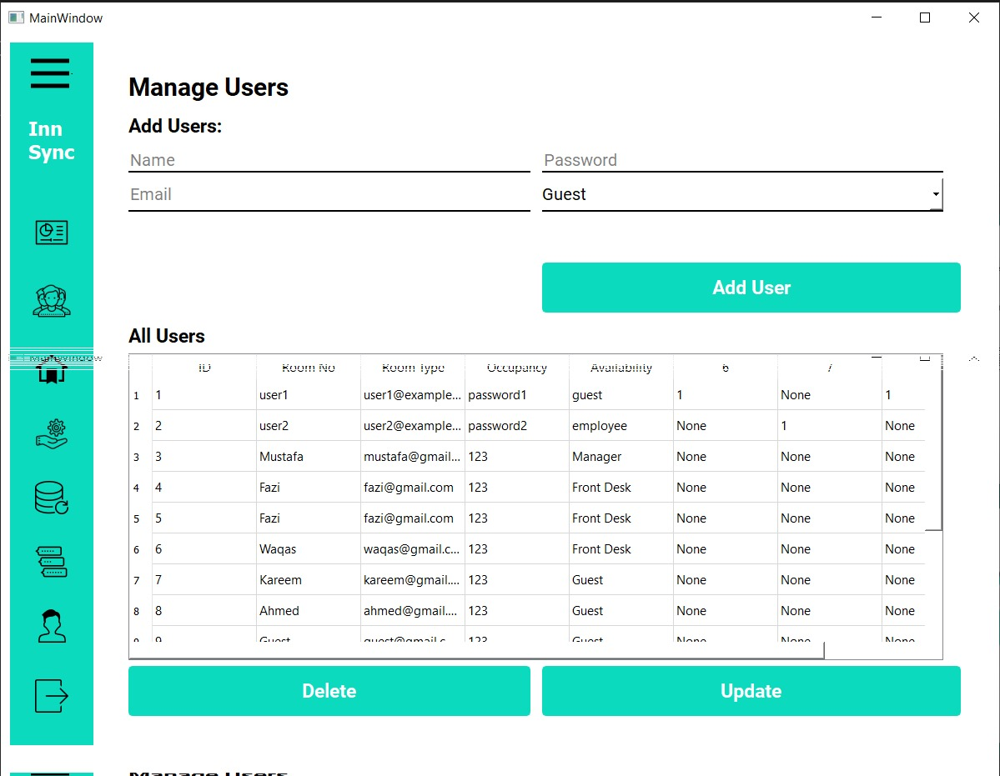 MainWindow
Inn
Sync
Manage Users
Add Users:
Name Password
Email Guest
Add User
All Users
MainWindow
ID Room No Room Type Occupancy Availability 6 7
1 1 user1 user1@example... password1 guest 1 None 1
2 2 user2 user2@example... password2 employee None 1 None
3 3 Mustafa mustafa@gmail... 123 Manager None None None
4 4 Fazi fazi@gmail.com 123 Front Desk None None None
5 5 Fazi fazi@gmail.com 123 Front Desk None None None
6 6 Waqas waqas@gmail.c... 123 Front Desk None None None
7 7 Kareem kareem@gmail.... 123 Guest None None None
8 8 Ahmed ahmed@gmail.... 123 Guest None None None
9 9 Guest guest@gmail.c... 123 Guest None None None
Delete Update
Manage Users